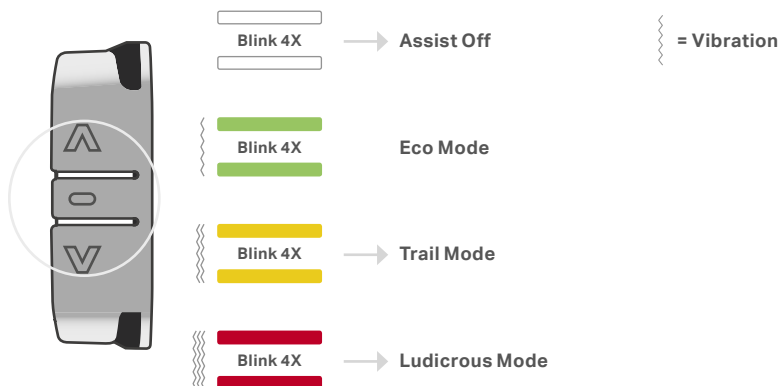 Blink 4X Assist Off = Vibration
Blink 4X Eco Mode
Blink 4X Trail Mode
Blink 4X Ludicrous Mode